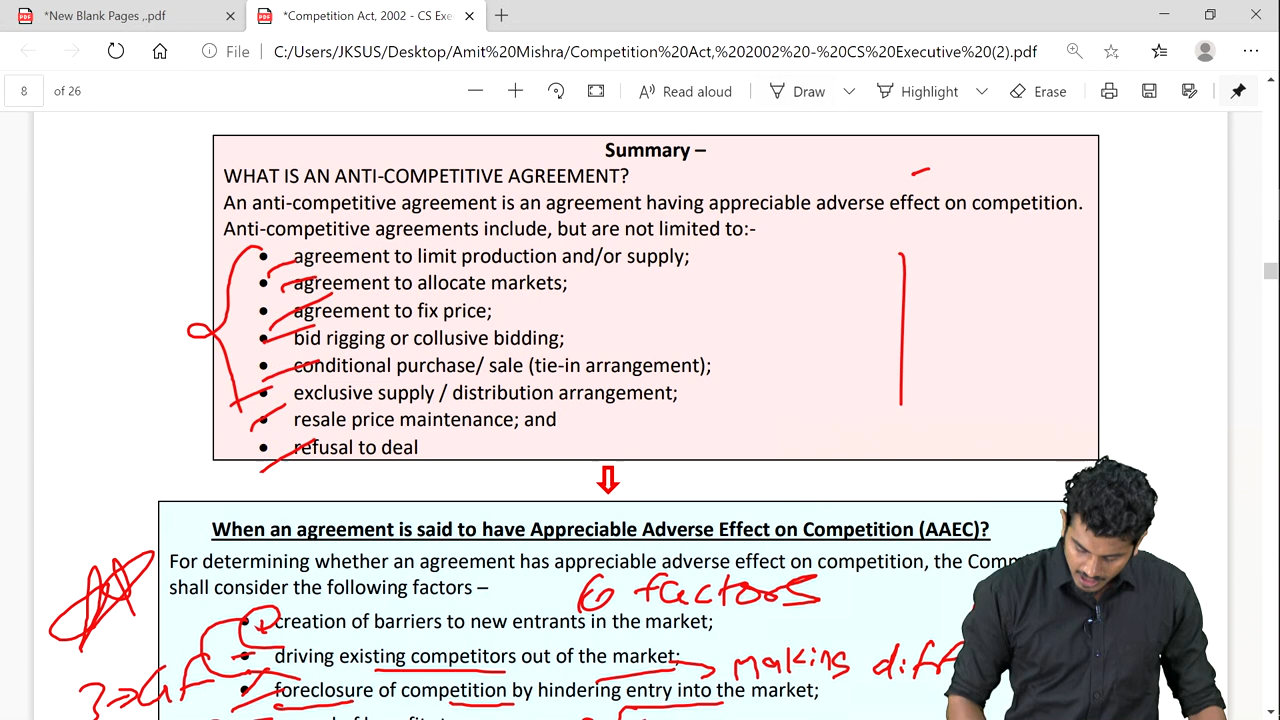 *New Blank Pages ,.pdf
*Competition Act, 2002 - CS Exe
File
C:/Users/JKSUS/Desktop/Amit%20Mishra/Competition%20Act,%202002%20-%20CS%20Executive%20(2).pdf
8 of 26
Read aloud
Draw
Highlight
Erase
Summary –
WHAT IS AN ANTI-COMPETITIVE AGREEMENT?
An anti-competitive agreement is an agreement having appreciable adverse effect on competition.
Anti-competitive agreements include, but are not limited to:-
• agreement to limit production and/or supply;
• agreement to allocate markets;
• agreement to fix price;
• bid rigging or collusive bidding;
• conditional purchase/ sale (tie-in arrangement);
• exclusive supply / distribution arrangement;
• resale price maintenance; and
• refusal to deal
When an agreement is said to have Appreciable Adverse Effect on Competition (AAEC)?
For determining whether an agreement has appreciable adverse effect on competition, the Comm
shall consider the following factors –
6 factors
• creation of barriers to new entrants in the market;
• driving existing competitors out of the market;
making diff
• foreclosure of competition by hindering entry into the market;